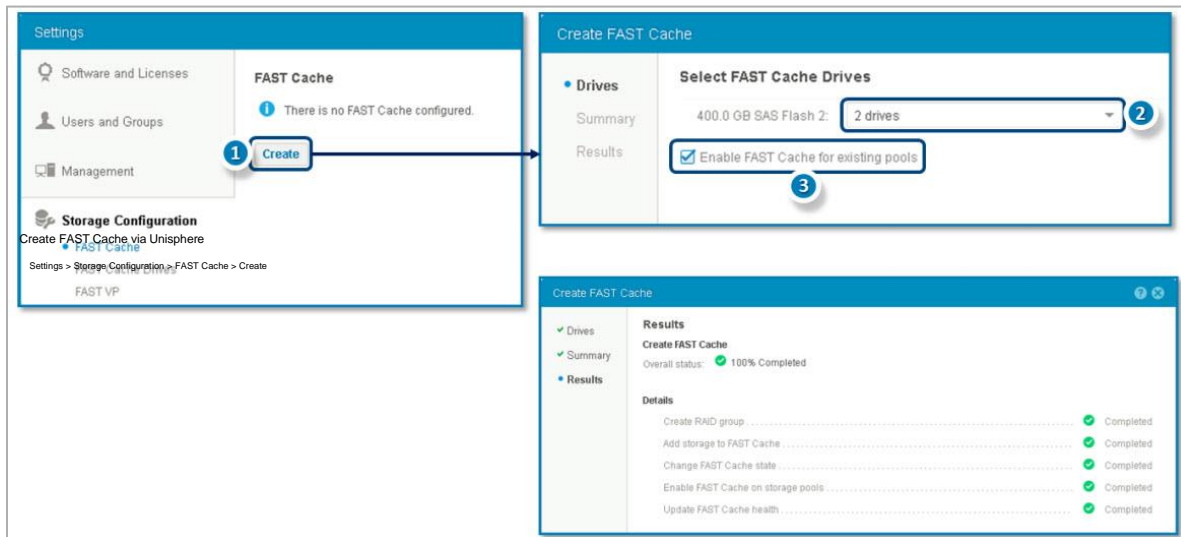 Settings
Software and Licenses
Users and Groups
Management
Storage Configuration
Create FAST Cache via Unisphere
FAST Cache
Settings > Storage Configuration > FAST Cache > Create
FAST Cache Drives
FAST VP
FAST Cache
There is no FAST Cache configured.
1 Create
Create FAST Cache
Drives
Summary
Results
Select FAST Cache Drives
400.0 GB SAS Flash 2: 2 drives 2
Enable FAST Cache for existing pools
3
Create FAST Cache
Drives
Summary
Results
Results
Create FAST Cache
Overall status: 100% Completed
Details
Create RAID group Completed
Add storage to FAST Cache Completed
Change FAST Cache state Completed
Enable FAST Cache on storage pools Completed
Update FAST Cache health Completed